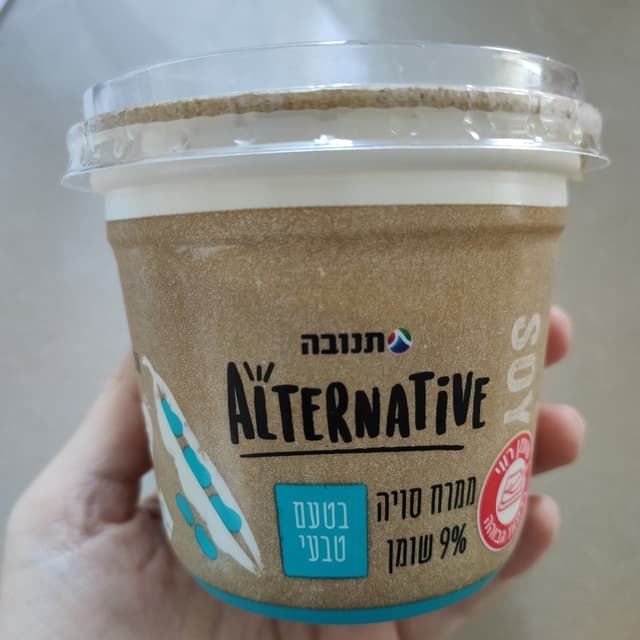 תנובה
ALTERNATIVE
SOY
ממרח סויה
9% שומן
בטעם
טבעי